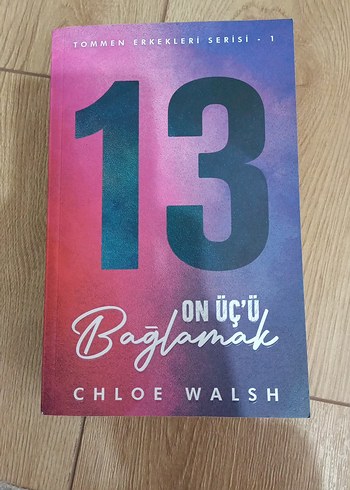 TOMMEN ERKEKLERİ SERİSİ - 1
13
ON ÜÇ'Ü
Bağlamak
CHLOE WALSH